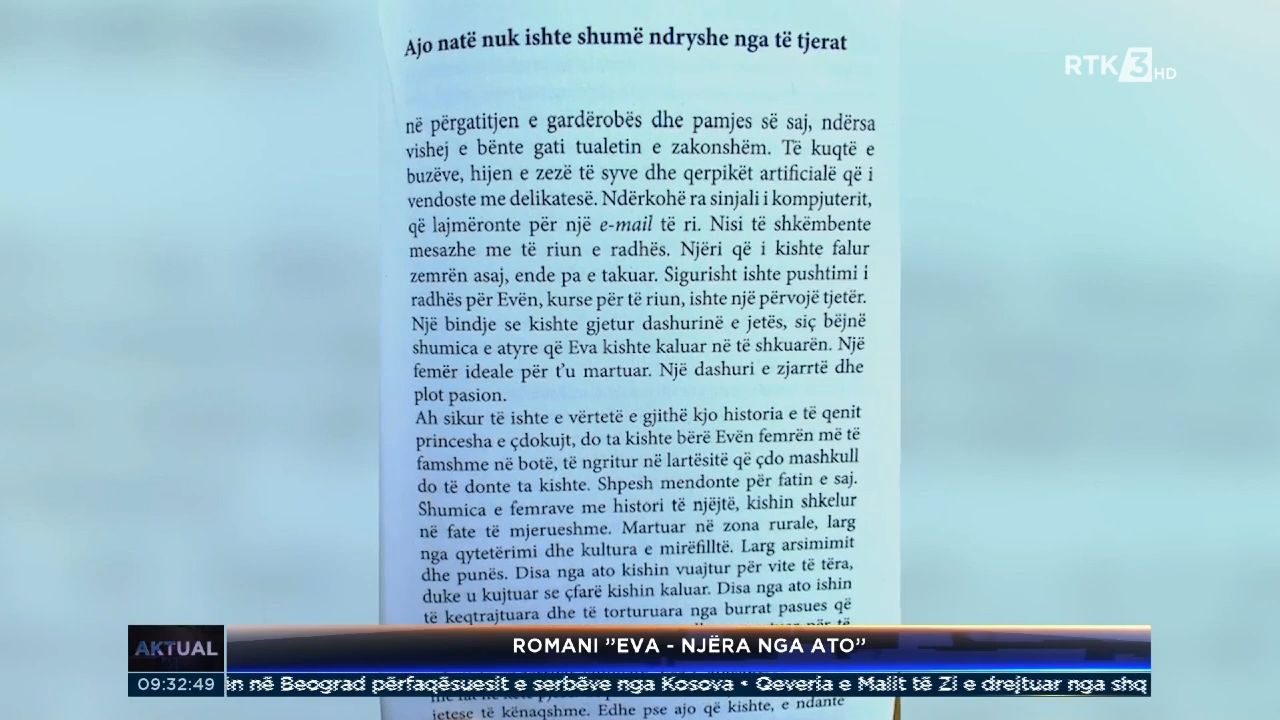 Ajo natë nuk ishte shumë ndryshe nga të tjerat
RTK 3 HD
në përgatitjen e gardërobës dhe pamjes së saj, ndërsa
vishej e bënte gati tualetin e zakonshëm. Të kuqtë e
buzëve, hijen e zezë të syve dhe qerpikët artificialë që i
vendoste me delikatesë. Ndërkohë ra sinjali i kompjuterit,
që lajmëronte për një e-mail të ri. Nisi të shkëmbente
mesazhe me të riun e radhës. Njëri që i kishte falur
zemrën asaj, ende pa e takuar. Sigurisht ishte pushtimi i
radhës për Evën, kurse për të riun, ishte një përvojë tjetër.
Një bindje se kishte gjetur dashurinë e jetës, siç bëjnë
shumica e atyre që Eva kishte kaluar në të shkuarën. Një
femër ideale për t'u martuar. Një dashuri e zjarrtë dhe
plot pasion.
Ah sikur të ishte e vërtetë e gjithë kjo historia e të qenit
princesha e çdokujt, do ta kishte bërë Evën femrën më të
famshme në botë, të ngritur në lartësitë që çdo mashkull
do të donte ta kishte. Shpesh mendonte për fatin e saj.
Shumica e femrave me histori të njëjtë, kishin shkelur
në fate të mjerueshme. Martuar në zona rurale, larg
nga qytetërimi dhe kultura e mirëfilltë. Larg arsimimit
dhe punës. Disa nga ato kishin vuajtur për vite të tëra,
duke u kujtuar se çfarë kishin kaluar. Disa nga ato ishin
të keqtrajtuara dhe të torturuara nga burrat pasues që
për të
AKTUAL
ROMANI ”EVA - NJËRA NGA ATO”
09:32:49
ën në Beograd përfaqësuesit e serbëve nga Kosova • Qeveria e Malit të Zi e drejtuar nga shq
jetese të kënaqshme. Edhe pse ajo që kishte, e ndante